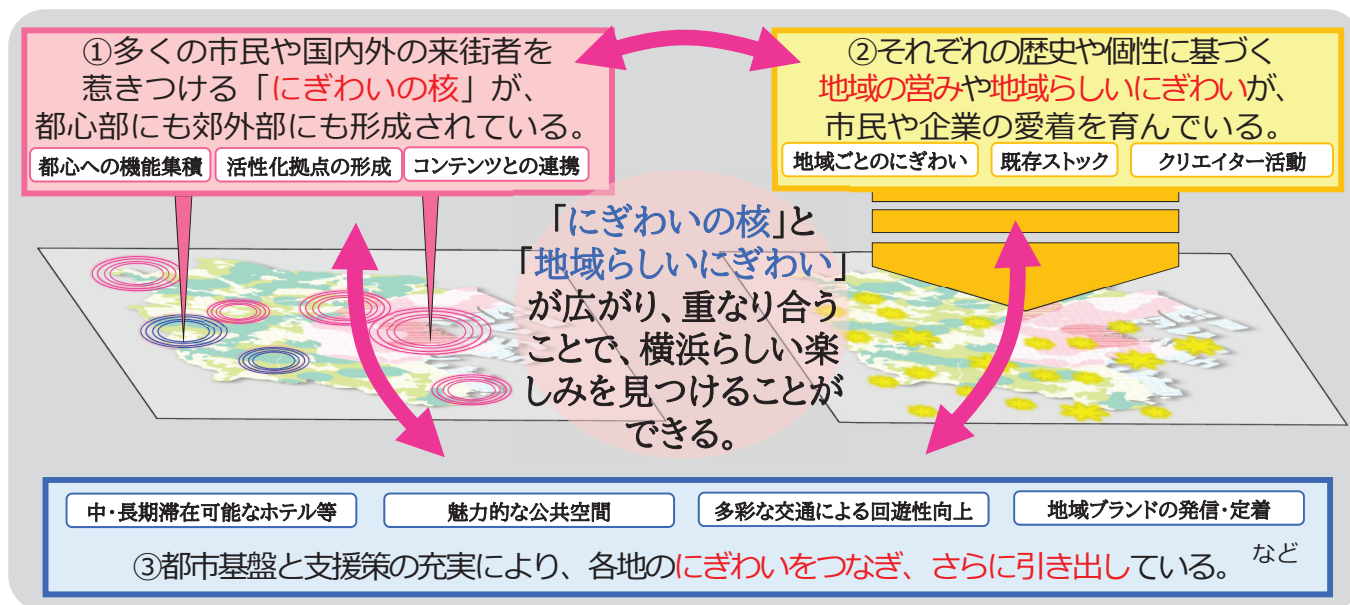 ①多くの市民や国内外の来街者を
惹きつける「にぎわいの核」が、
都心部にも郊外部にも形成されている。
都心への機能集積
活性化拠点の形成
コンテンツとの連携
②それぞれの歴史や個性に基づく
地域の営みや地域らしいにぎわいが、
市民や企業の愛着を育んでいる。
地域ごとのにぎわい
既存ストック
クリエイター活動
「にぎわいの核」と
「地域らしいにぎわい」
が広がり、重なり合う
ことで、横浜らしい楽
しみを見つけることが
できる。
中・長期滞在可能なホテル等
魅力的な公共空間
多彩な交通による回遊性向上
地域ブランドの発信・定着
③都市基盤と支援策の充実により、各地のにぎわいをつなぎ、さらに引き出している。
など